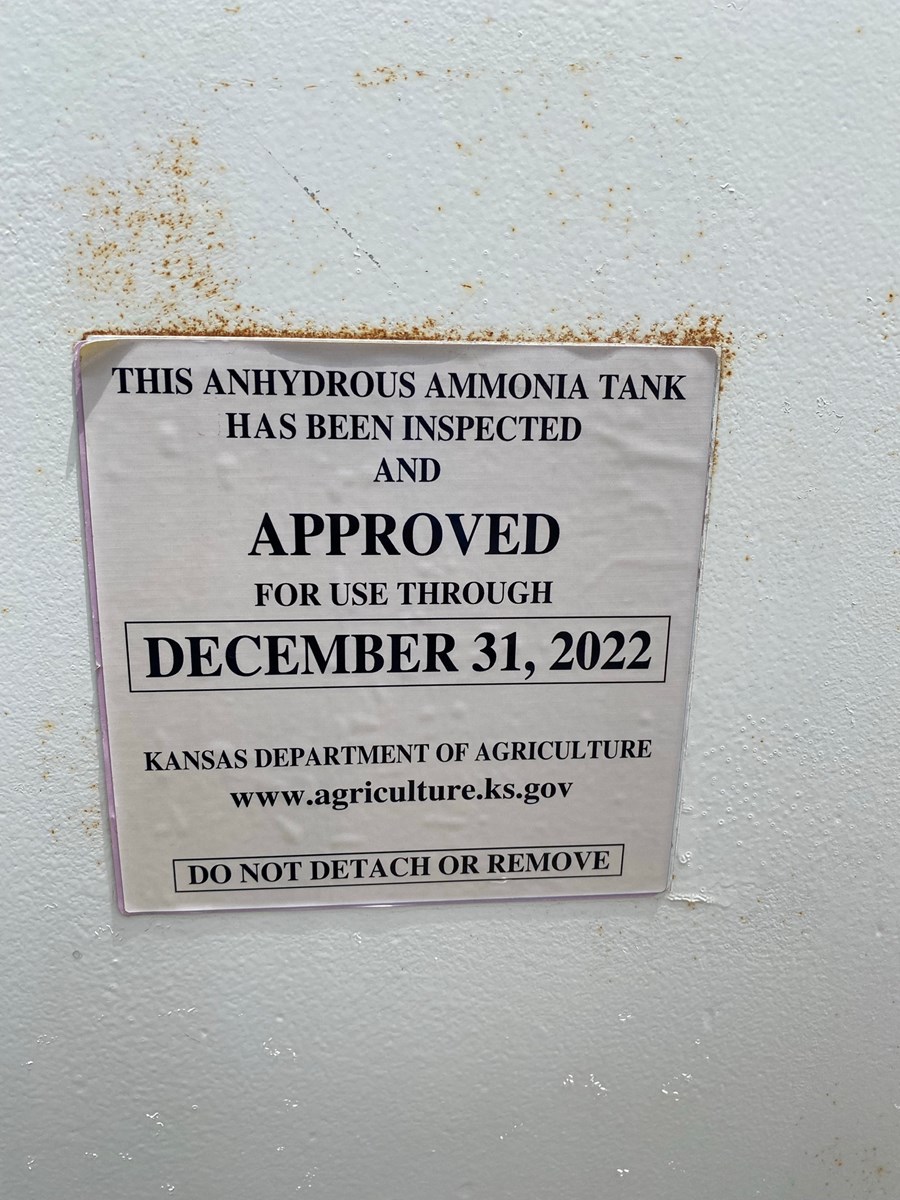 THIS ANHYDROUS AMMONIA TANK
HAS BEEN INSPECTED
AND
APPROVED
FOR USE THROUGH
DECEMBER 31, 2022
KANSAS DEPARTMENT OF AGRICULTURE
www.agriculture.ks.gov
DO NOT DETACH OR REMOVE